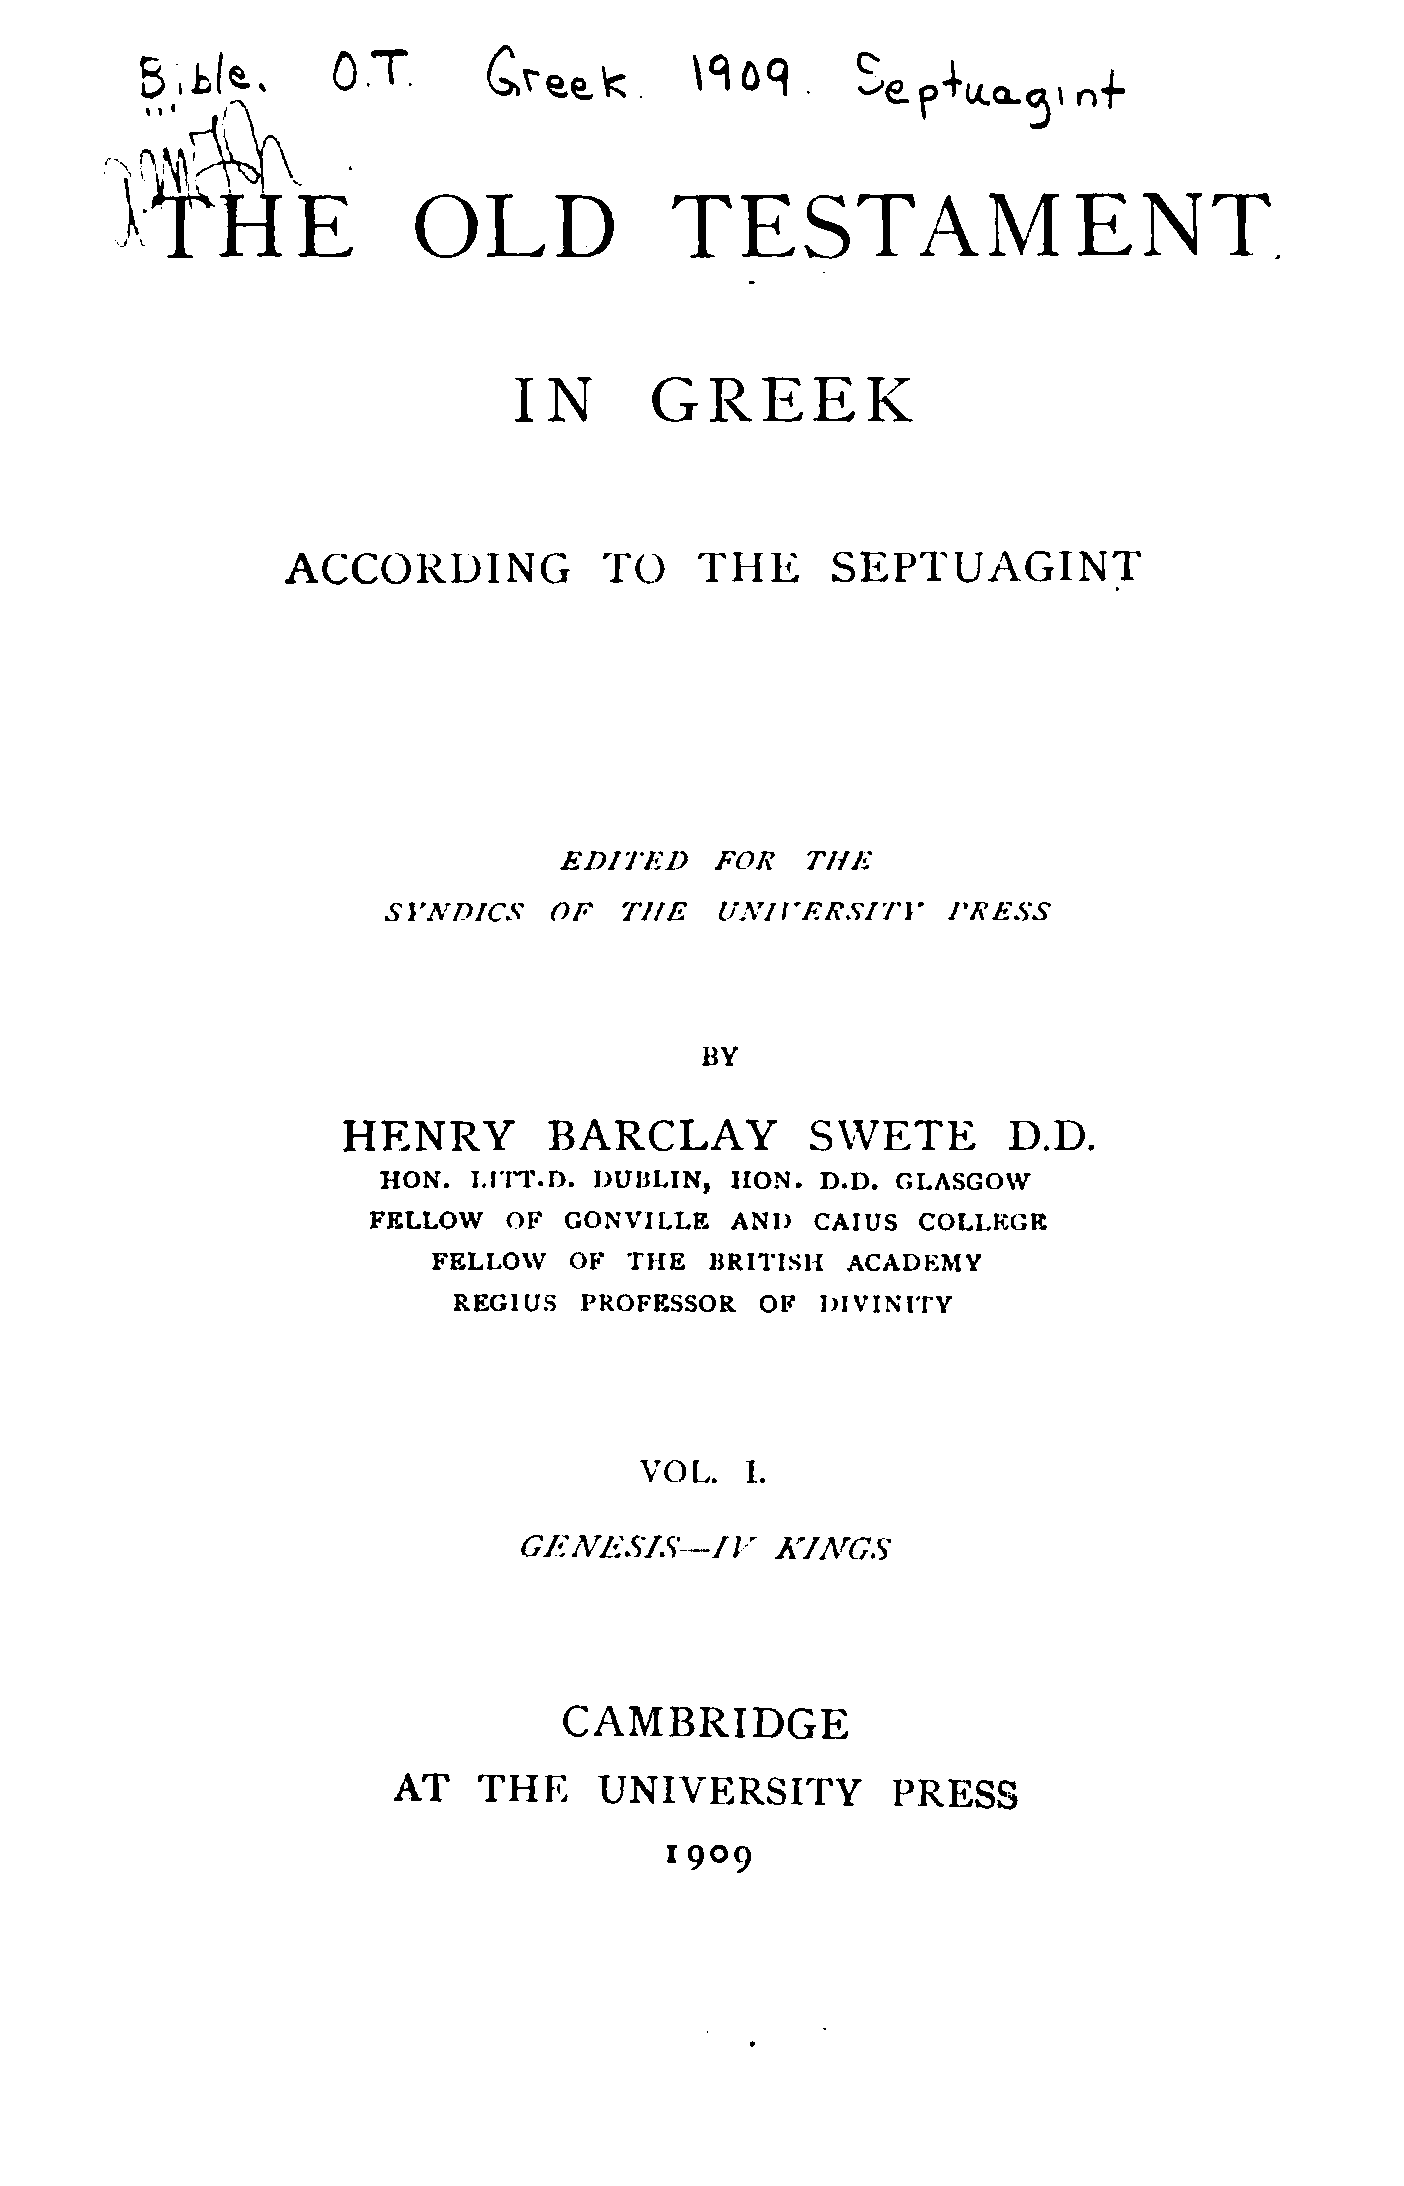 Bible. O.T. Greek. 1909. Septuagint
THE OLD TESTAMENT
IN GREEK
ACCORDING TO THE SEPTUAGINT
EDITED FOR THE
SYNDICS OF THE UNIVERSITY PRESS
BY
HENRY BARCLAY SWETE D.D.
HON. LITT.D. DUBLIN, HON. D.D. GLASGOW
FELLOW OF GONVILLE AND CAIUS COLLEGE
FELLOW OF THE BRITISH ACADEMY
REGIUS PROFESSOR OF DIVINITY
VOL. I.
GENESIS—IV KINGS
CAMBRIDGE
AT THE UNIVERSITY PRESS
1909